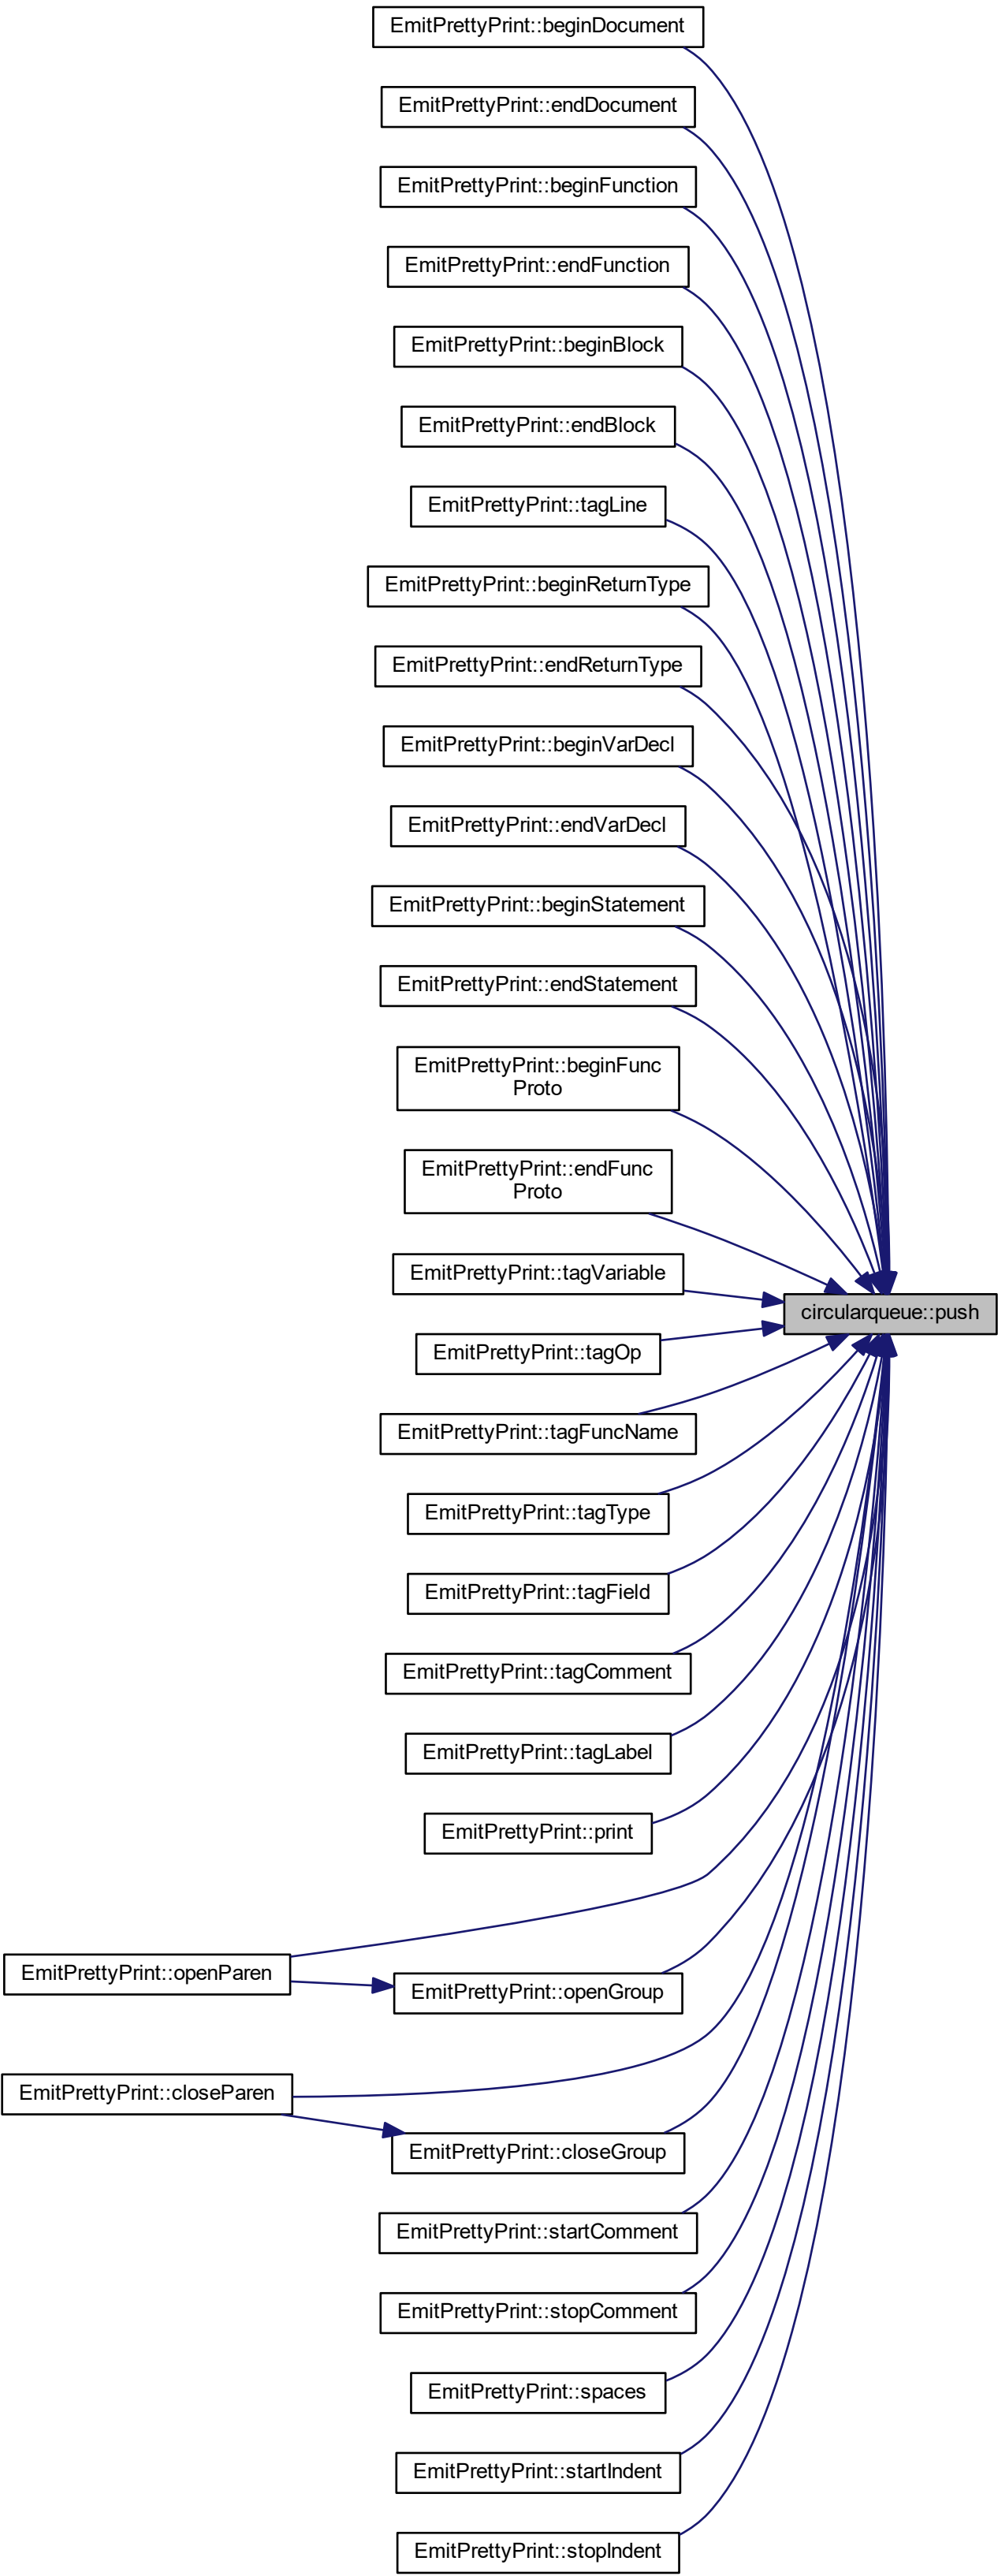 EmitPrettyPrint::beginDocument
EmitPrettyPrint::endDocument
EmitPrettyPrint::beginFunction
EmitPrettyPrint::endFunction
EmitPrettyPrint::beginBlock
EmitPrettyPrint::endBlock
EmitPrettyPrint::tagLine
EmitPrettyPrint::beginReturnType
EmitPrettyPrint::endReturnType
EmitPrettyPrint::beginVarDecl
EmitPrettyPrint::endVarDecl
EmitPrettyPrint::beginStatement
EmitPrettyPrint::endStatement
EmitPrettyPrint::beginFunc
Proto
EmitPrettyPrint::endFunc
Proto
EmitPrettyPrint::tagVariable
circularqueue::push
EmitPrettyPrint::tagOp
EmitPrettyPrint::tagFuncName
EmitPrettyPrint::tagType
EmitPrettyPrint::tagField
EmitPrettyPrint::tagComment
EmitPrettyPrint::tagLabel
EmitPrettyPrint::print
EmitPrettyPrint::openParen
EmitPrettyPrint::openGroup
EmitPrettyPrint::closeParen
EmitPrettyPrint::closeGroup
EmitPrettyPrint::startComment
EmitPrettyPrint::stopComment
EmitPrettyPrint::spaces
EmitPrettyPrint::startIndent
EmitPrettyPrint::stopIndent